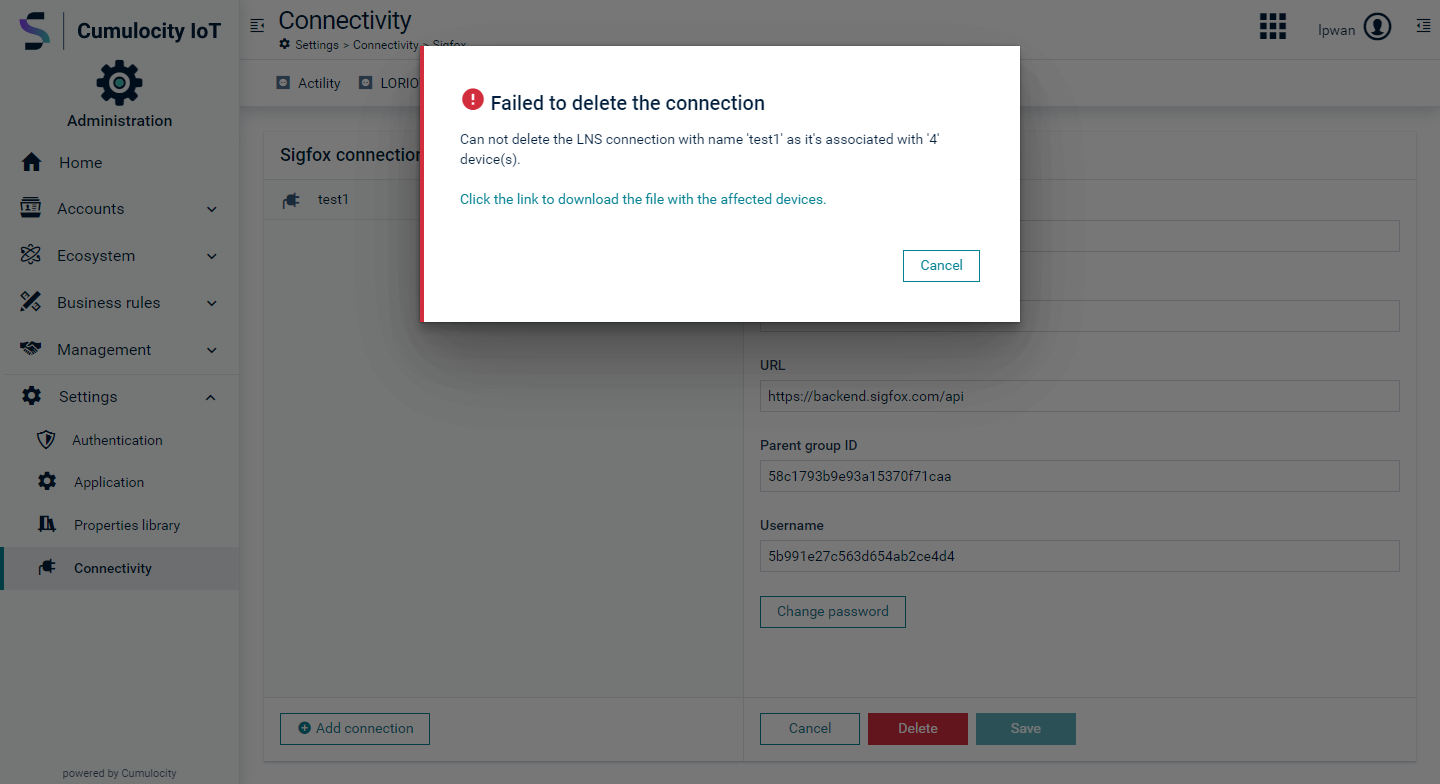 Cumulocity IoT
Administration
Home
Accounts
Ecosystem
Business rules
Management
Settings
Authentication
Application
Properties library
Connectivity
powered by Cumulocity
Connectivity
Settings > Connectivity > Sigfox
lpwan
Actility
LORIO
Failed to delete the connection
Can not delete the LNS connection with name 'test1' as it's associated with '4'
device(s).
Click the link to download the file with the affected devices.
Cancel
Sigfox connection
test1
URL
https://backend.sigfox.com/api
Parent group ID
58c1793b9e93a15370f71caa
Username
5b991e27c563d654ab2ce4d4
Change password
Add connection
Cancel
Delete
Save